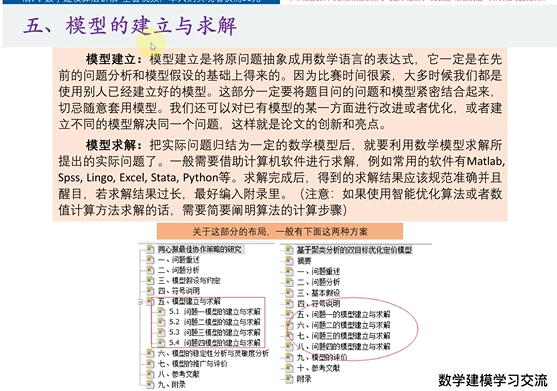 五、模型的建立与求解
模型建立：模型建立是将原问题抽象成用数学语言的表达式，它一定是在先
前的问题分析和模型假设的基础上得来的。因为比赛时间很紧，大多时候我们都是
使用别人已经建立好的模型。这部分一定要将题目问的问题和模型紧密结合起来，
切忌随意套用模型。我们还可以对已有模型的某一方面进行改进或者优化，或者建
立不同的模型解决同一个问题，这样就是论文的创新和亮点。
模型求解：把实际问题归结为一定的数学模型后，就要利用数学模型求解所
提出的实际问题了。一般需要借助计算机软件进行求解，例如常用的软件有Matlab,
Spss, Lingo, Excel, Stata, Python等。求解完成后，得到的求解结果应该规范准确并且
醒目，若求解结果过长，最好编入附录里。（注意：如果使用智能优化算法或者数
值计算方法求解的话，需要简要阐明算法的计算步骤）
关于这部分的布局，一般有下面这两种方案
同心鼓最佳协作策略的研究
一、问题重述
二、问题分析
三、模型假设与约定
四、符号说明
五、模型建立与求解
5.1 问题一模型的建立与求解
5.2 问题二模型的建立与求解
5.3 问题三模型的建立与求解
5.4 问题四模型的建立与求解
六、模型的稳定性分析与灵敏度分析
七、模型的推广与评价
八、参考文献
九、附录
基于聚类分析的双目标优化定价模型
摘要
一、问题重述
二、问题分析
三、基本假设
四、符号说明
五、问题一的模型建立与求解
六、问题二的模型建立与求解
七、问题三的模型建立与求解
八、问题四的模型建立与求解
九、模型的评价
十、参考文献
附录
数学建模学习交流